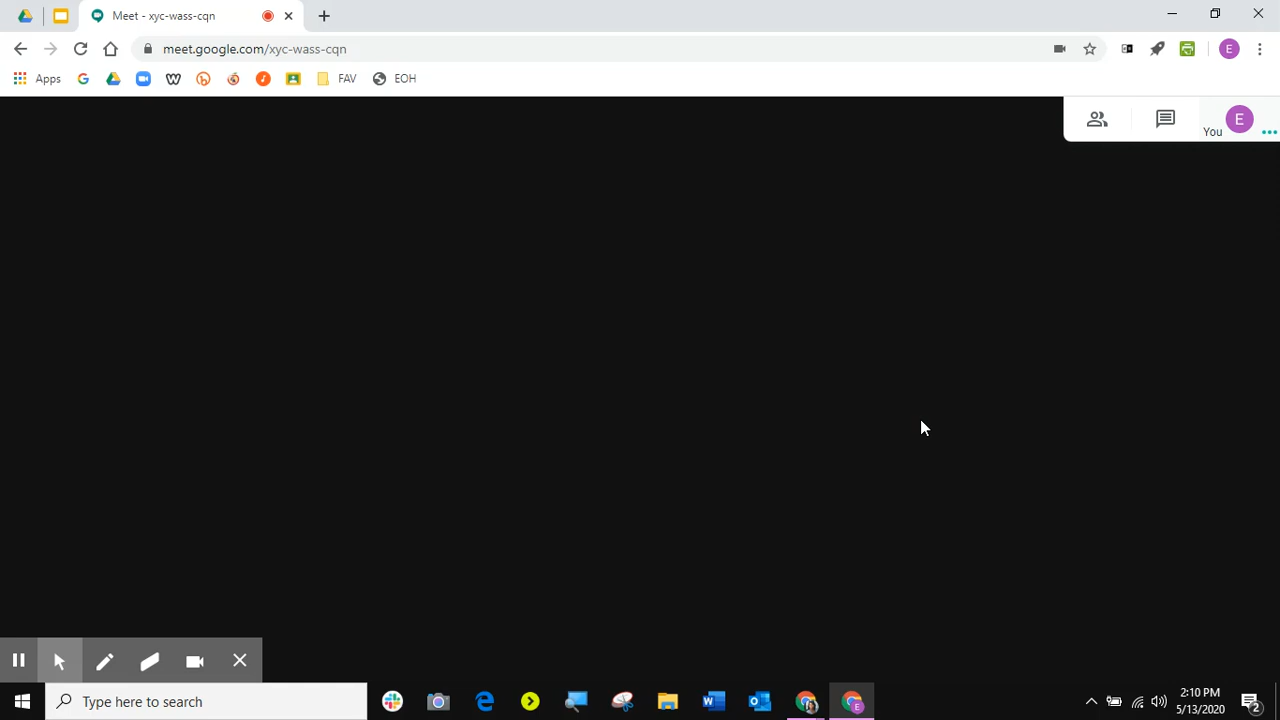 Meet - xyc-wass-cqn
meet.google.com/xyc-wass-cqn
E
Apps
FAV
EOH
You
E
Type here to search
2:10 PM
5/13/2020
2